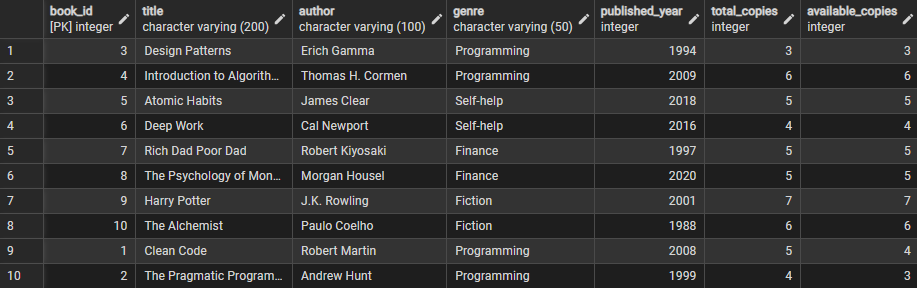 book_id title author genre published_year total_copies available_copies
[PK] integer character varying (200) character varying (100) character varying (50) integer integer integer
1 3 Design Patterns Erich Gamma Programming 1994 3 3
2 4 Introduction to Algorith... Thomas H. Cormen Programming 2009 6 6
3 5 Atomic Habits James Clear Self-help 2018 5 5
4 6 Deep Work Cal Newport Self-help 2016 4 4
5 7 Rich Dad Poor Dad Robert Kiyosaki Finance 1997 5 5
6 8 The Psychology of Mon... Morgan Housel Finance 2020 5 5
7 9 Harry Potter J.K. Rowling Fiction 2001 7 7
8 10 The Alchemist Paulo Coelho Fiction 1988 6 6
9 1 Clean Code Robert Martin Programming 2008 5 4
10 2 The Pragmatic Program... Andrew Hunt Programming 1999 4 3